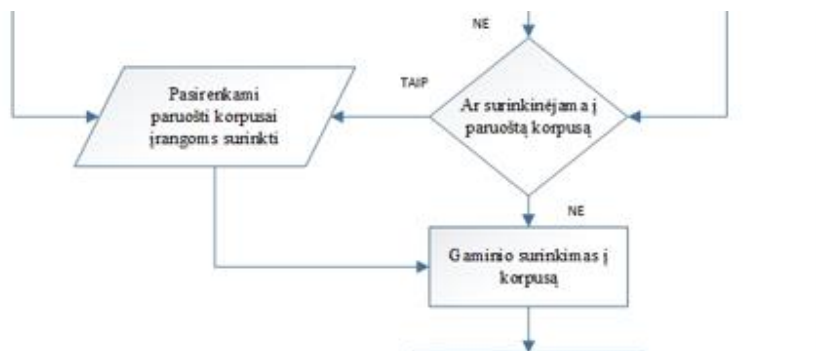 NE
TAIP
Pasirenkami
paruošti korpusai
įrangoms surinkti
Ar surinkinėjama į
paruoštą korpusą
NE
Gaminio surinkimas į
korpusą